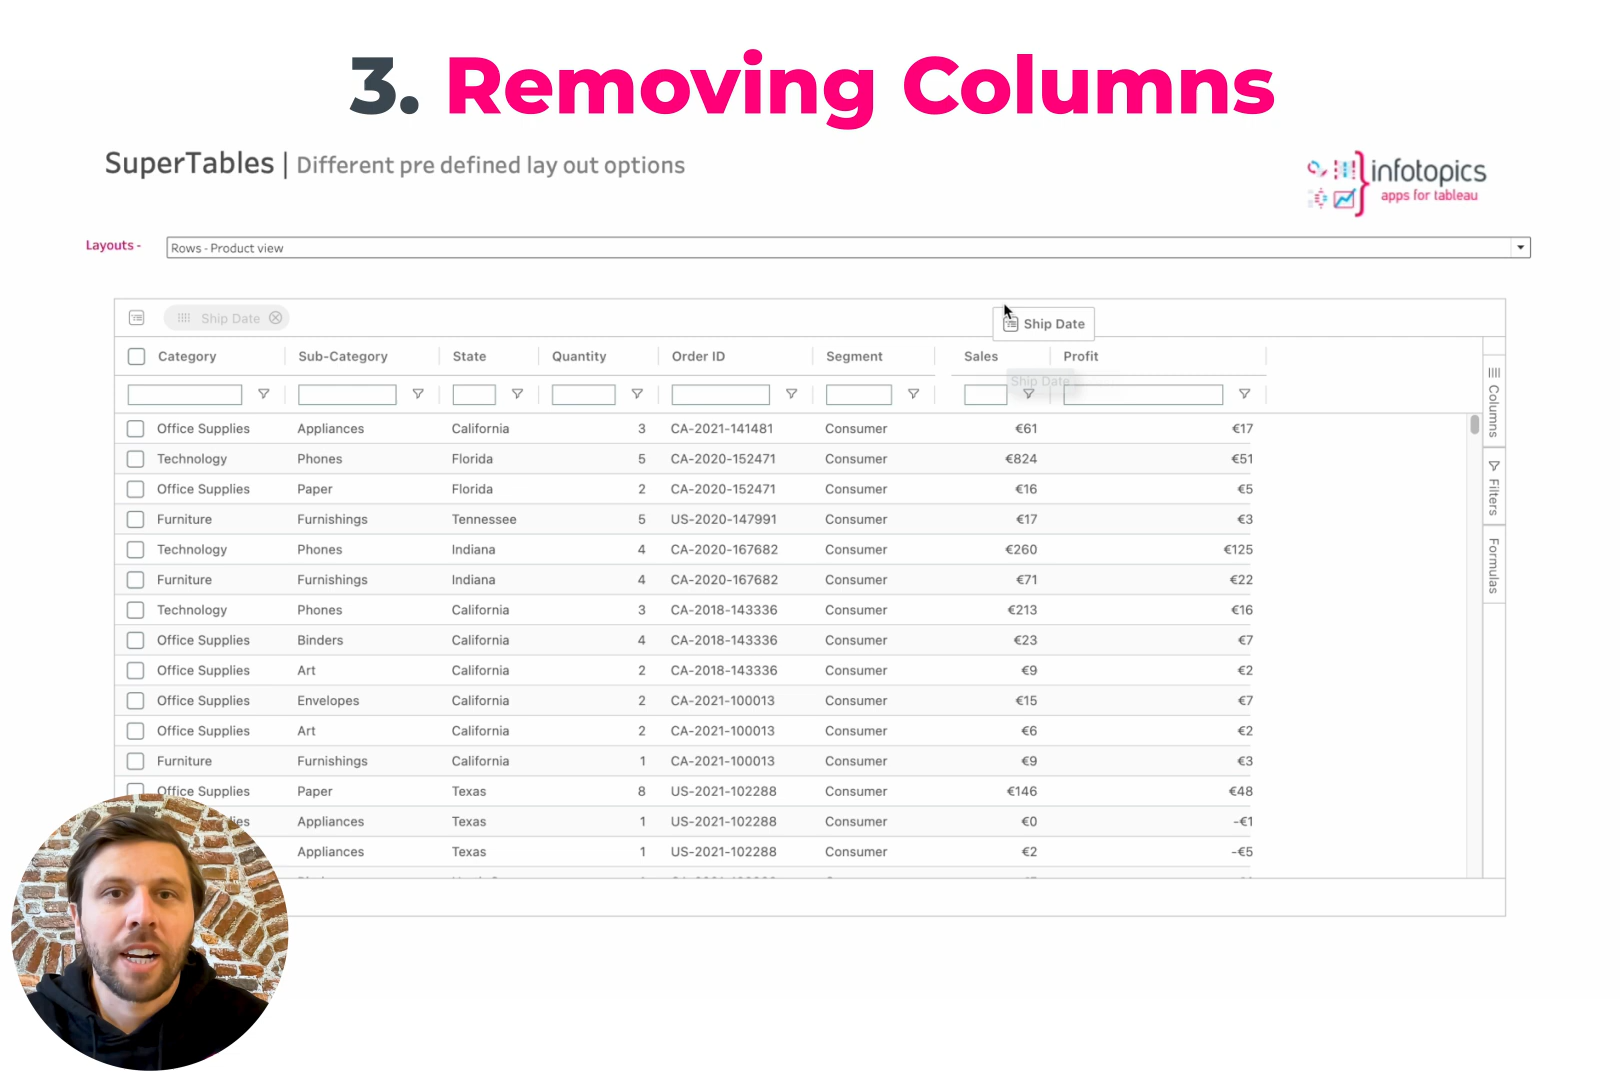 3. Removing Columns
SuperTables | Different pre defined lay out options
infotopics
apps for tableau
Layouts -
Rows - Product view
Ship Date
Ship Date
Category Sub-Category State Quantity Order ID Segment Sales Profit
Ship Date
Office Supplies Appliances California 3 CA-2021-141481 Consumer €61 €17
Technology Phones Florida 5 CA-2020-152471 Consumer €824 €51
Office Supplies Paper Florida 2 CA-2020-152471 Consumer €16 €5
Furniture Furnishings Tennessee 5 US-2020-147991 Consumer €17 €3
Technology Phones Indiana 4 CA-2020-167682 Consumer €260 €125
Furniture Furnishings Indiana 4 CA-2020-167682 Consumer €71 €22
Technology Phones California 3 CA-2018-143336 Consumer €213 €16
Office Supplies Binders California 4 CA-2018-143336 Consumer €23 €7
Office Supplies Art California 2 CA-2018-143336 Consumer €9 €2
Office Supplies Envelopes California 2 CA-2021-100013 Consumer €15 €7
Office Supplies Art California 2 CA-2021-100013 Consumer €6 €2
Furniture Furnishings California 1 CA-2021-100013 Consumer €9 €3
Office Supplies Paper Texas 8 US-2021-102288 Consumer €146 €48
Appliances Texas 1 US-2021-102288 Consumer €0 -€1
Appliances Texas 1 US-2021-102288 Consumer €2 -€5
Columns
Filters
Formulas